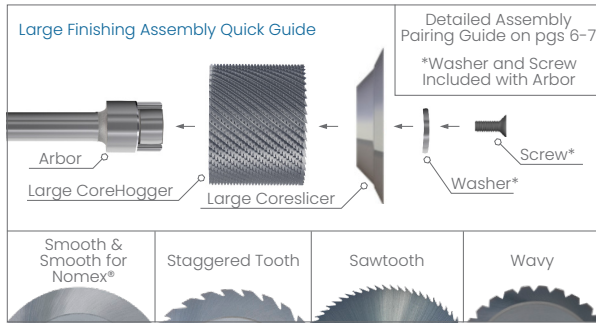 Large Finishing Assembly Quick Guide
Detailed Assembly
Pairing Guide on pgs 6-7
*Washer and Screw
Included with Arbor
Arbor
Large CoreHogger
Large Coreslicer
Washer*
Screw*
Smooth &
Smooth for
Nomex®
Staggered Tooth
Sawtooth
Wavy